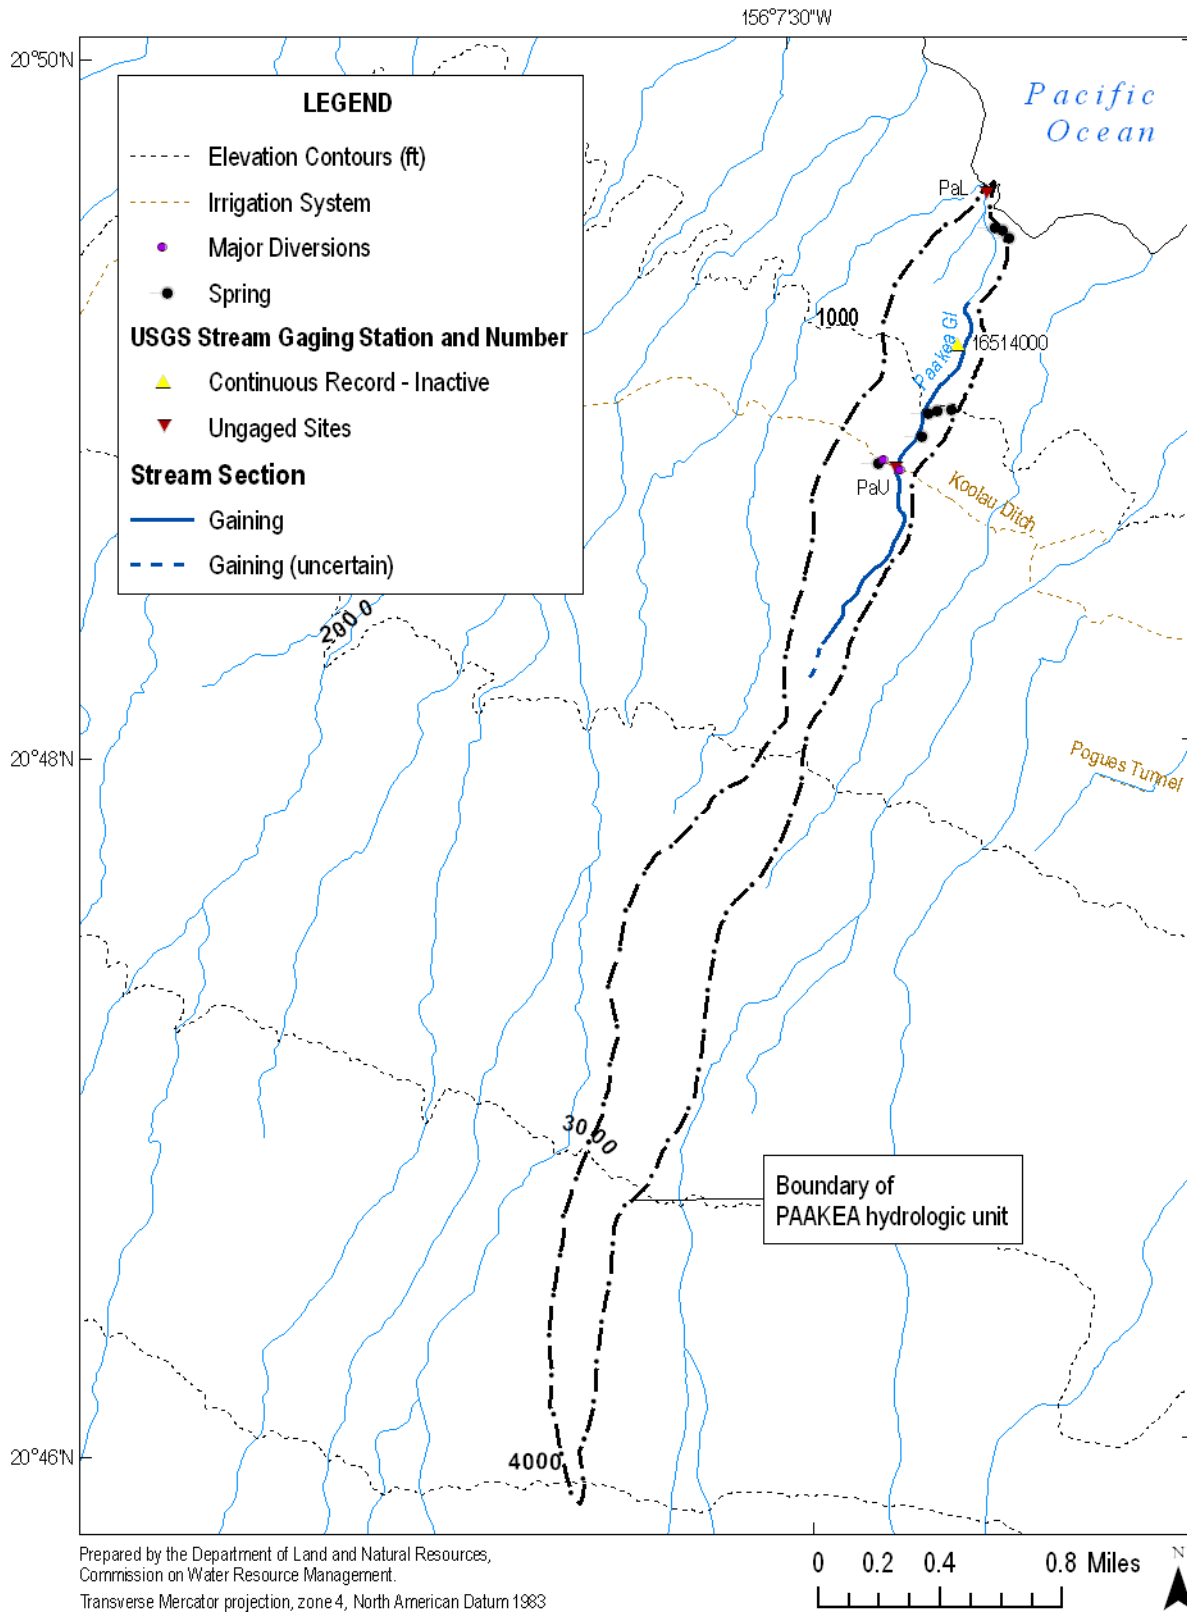 156°7'30"W
20°50'N
Pacific
Ocean
LEGEND
Elevation Contours (ft)
Irrigation System
Major Diversions
Spring
USGS Stream Gaging Station and Number
Continuous Record - Inactive
Ungaged Sites
Stream Section
Gaining
Gaining (uncertain)
PaL
1000
Paakea Gl
16514000
PaU
Koolau Ditch
2000
20°48'N
Pogues Tunnel
3000
Boundary of
PAAKEA hydrologic unit
20°46'N
4000
Prepared by the Department of Land and Natural Resources,
Commission on Water Resource Management.
Transverse Mercator projection, zone 4, North American Datum 1983
0 0.2 0.4 0.8 Miles
N